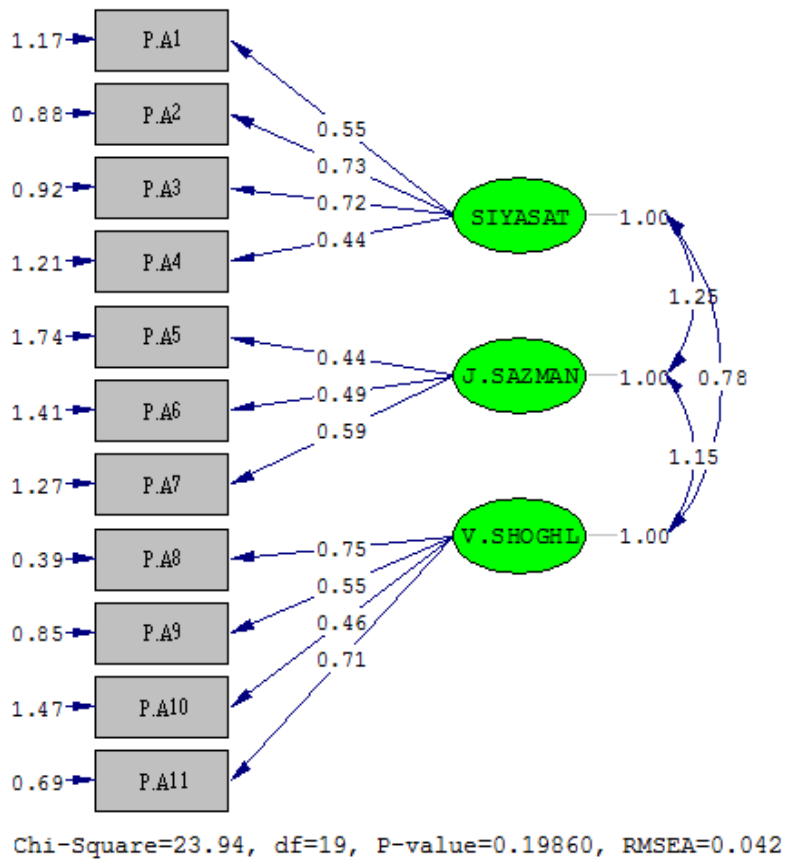 1.17 P.A1
0.55
0.88 P.A2
0.73
0.92 P.A3
0.72
SIYASAT 1.00
0.44
1.21 P.A4
1.25
1.74 P.A5
0.44
J.SAZMAN 1.00 0.78
0.49
1.41 P.A6
0.59
1.15
1.27 P.A7
V.SHOGHL 1.00
0.75
0.39 P.A8
0.55
0.46
0.85 P.A9
0.71
1.47 P.A10
0.69 P.A11
Chi-Square=23.94, df=19, P-value=0.19860, RMSEA=0.042